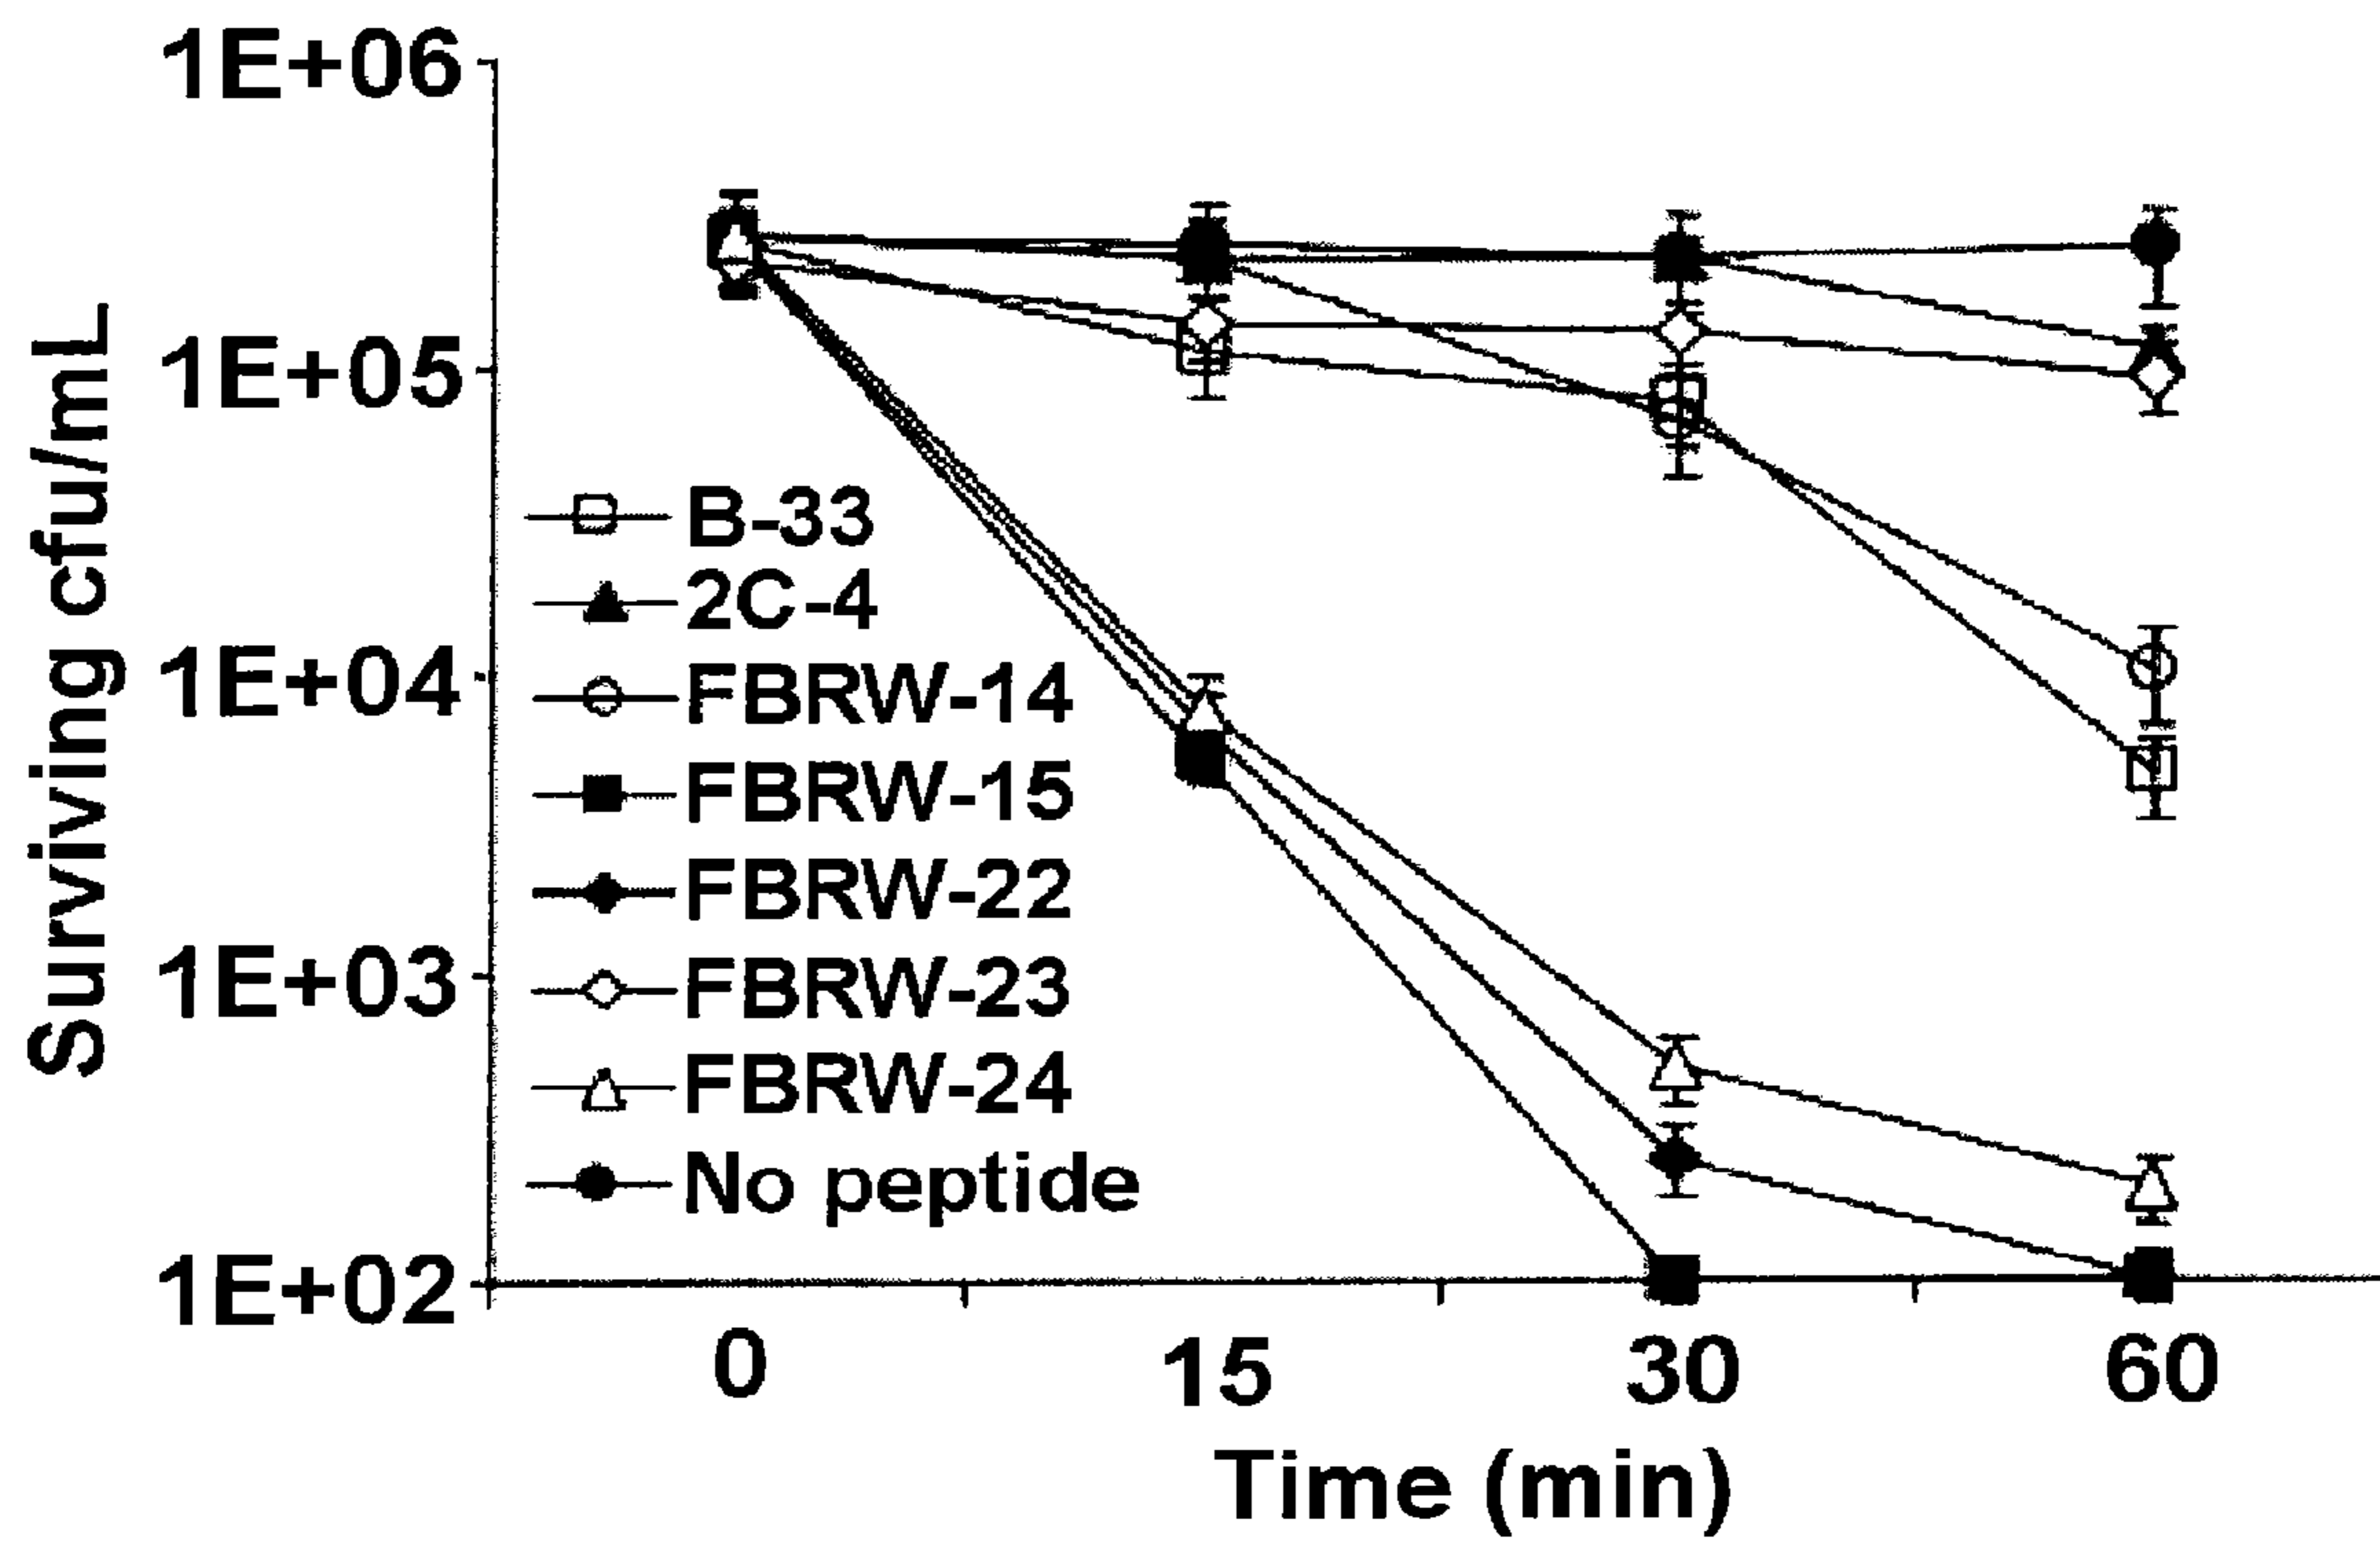 Surviving cfu/mL
1E+06
1E+05
1E+04
1E+03
1E+02
B-33
2C-4
FBRW-14
FBRW-15
FBRW-22
FBRW-23
FBRW-24
No peptide
0 15 30 60
Time (min)